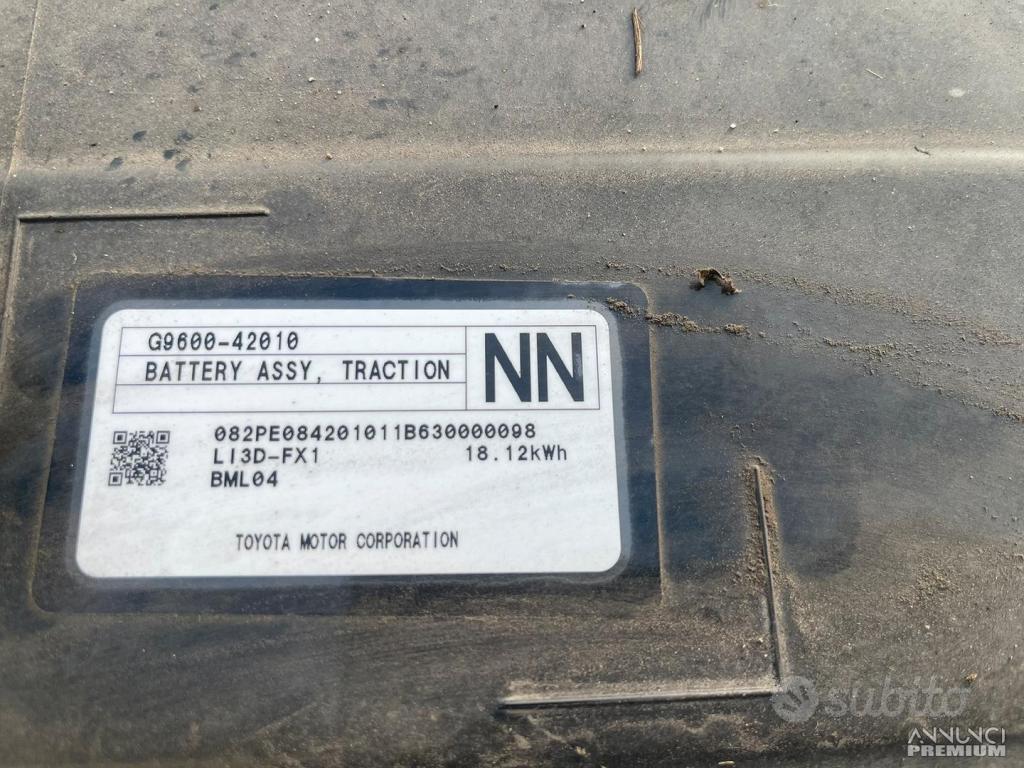 G9600-42010
BATTERY ASSY, TRACTION
NN
082PE084201011B630000098
LI3D-FX1 18.12kWh
BML04
TOYOTA MOTOR CORPORATION
subito
ANNUNCI
PREMIUM